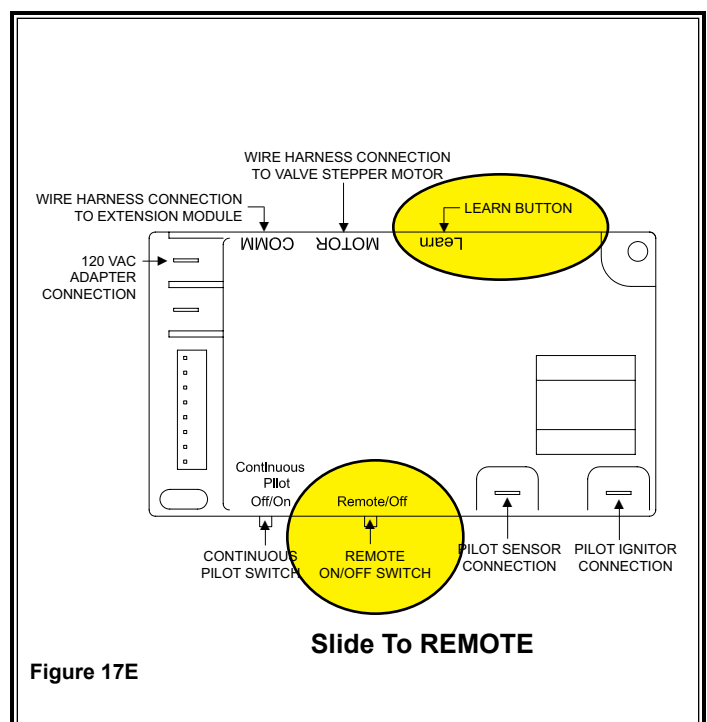 WIRE HARNESS CONNECTION
TO VALVE STEPPER MOTOR
WIRE HARNESS CONNECTION
TO EXTENSION MODULE
LEARN BUTTON
COMM
MOTOR
Learn
120 VAC
ADAPTER
CONNECTION
Continuous
Pilot
Off/On
Remote/Off
CONTINUOUS
PILOT SWITCH
REMOTE
ON/OFF SWITCH
PILOT SENSOR
CONNECTION
PILOT IGNITOR
CONNECTION
Slide To REMOTE
Figure 17E